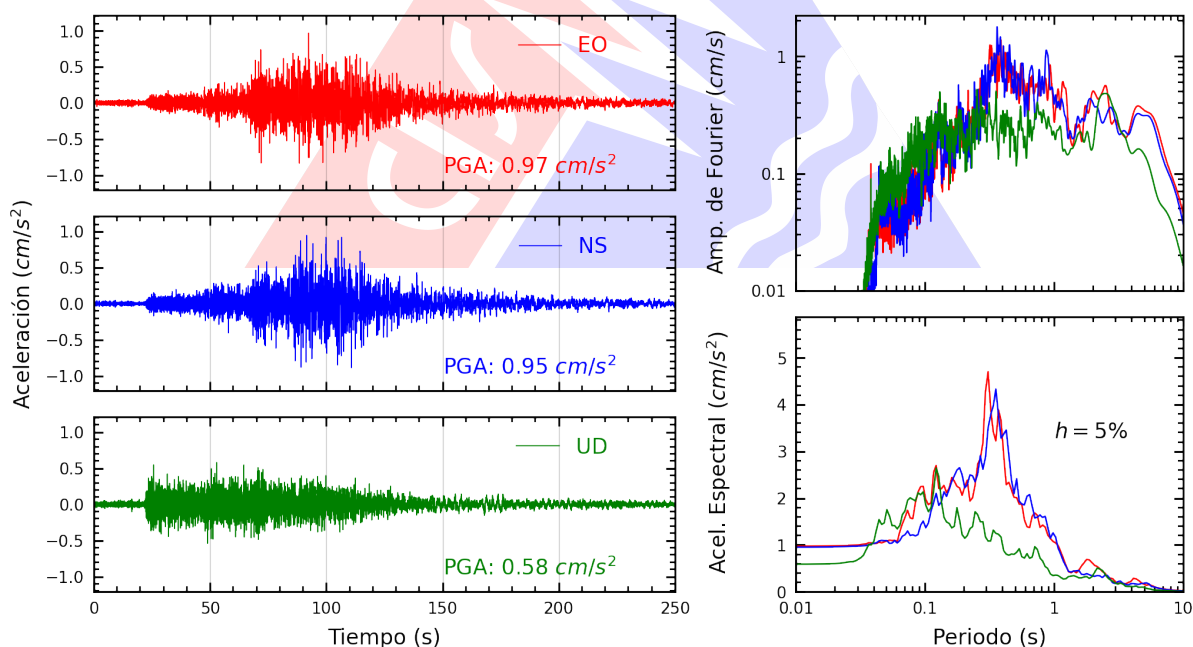 Aceleración (cm/s²)
1.0
0.5
0.0
−0.5
−1.0
EO
PGA: 0.97 cm/s²
1.0
0.5
0.0
−0.5
−1.0
NS
PGA: 0.95 cm/s²
1.0
0.5
0.0
−0.5
−1.0
UD
PGA: 0.58 cm/s²
0 50 100 150 200 250
Tiempo (s)
Amp. de Fourier (cm/s)
1
0.1
0.01
Acel. Espectral (cm/s²)
5
4
3
2
1
0
h = 5%
0.01 0.1 1 10
Periodo (s)